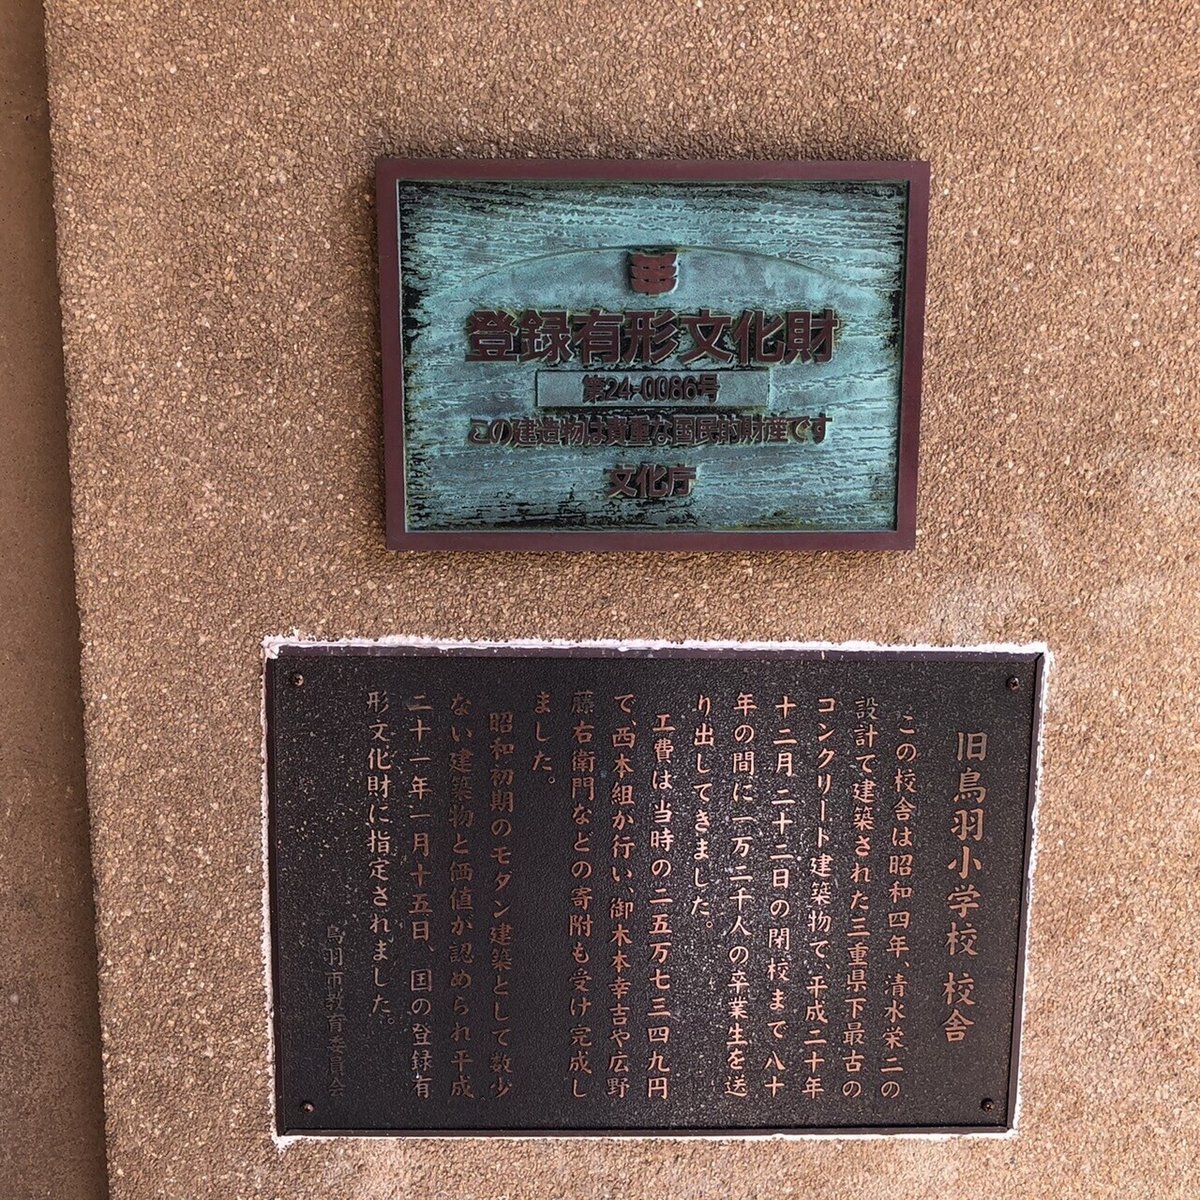 登録有形文化財
第24-0086号
この建造物は貴重な国民的財産です
文化庁
旧鳥羽小学校 校舎
この校舎は昭和四年、清水栄二の
設計で建築された三重県下最古の
コンクリート建築物で、平成二十年
十二月二十二日の閉校まで八十
年の間に一万二千人の卒業生を送
り出してきました。
工費は当時の二五万七三四九円
で、西本組が行い、御木本幸吉や広野
藤右衛門などの寄附も受け完成し
ました。
昭和初期のモダン建築として数少
ない建築物と価値が認められ平成
二十一年一月十五日、国の登録有
形文化財に指定されました。
鳥羽市教育委員会